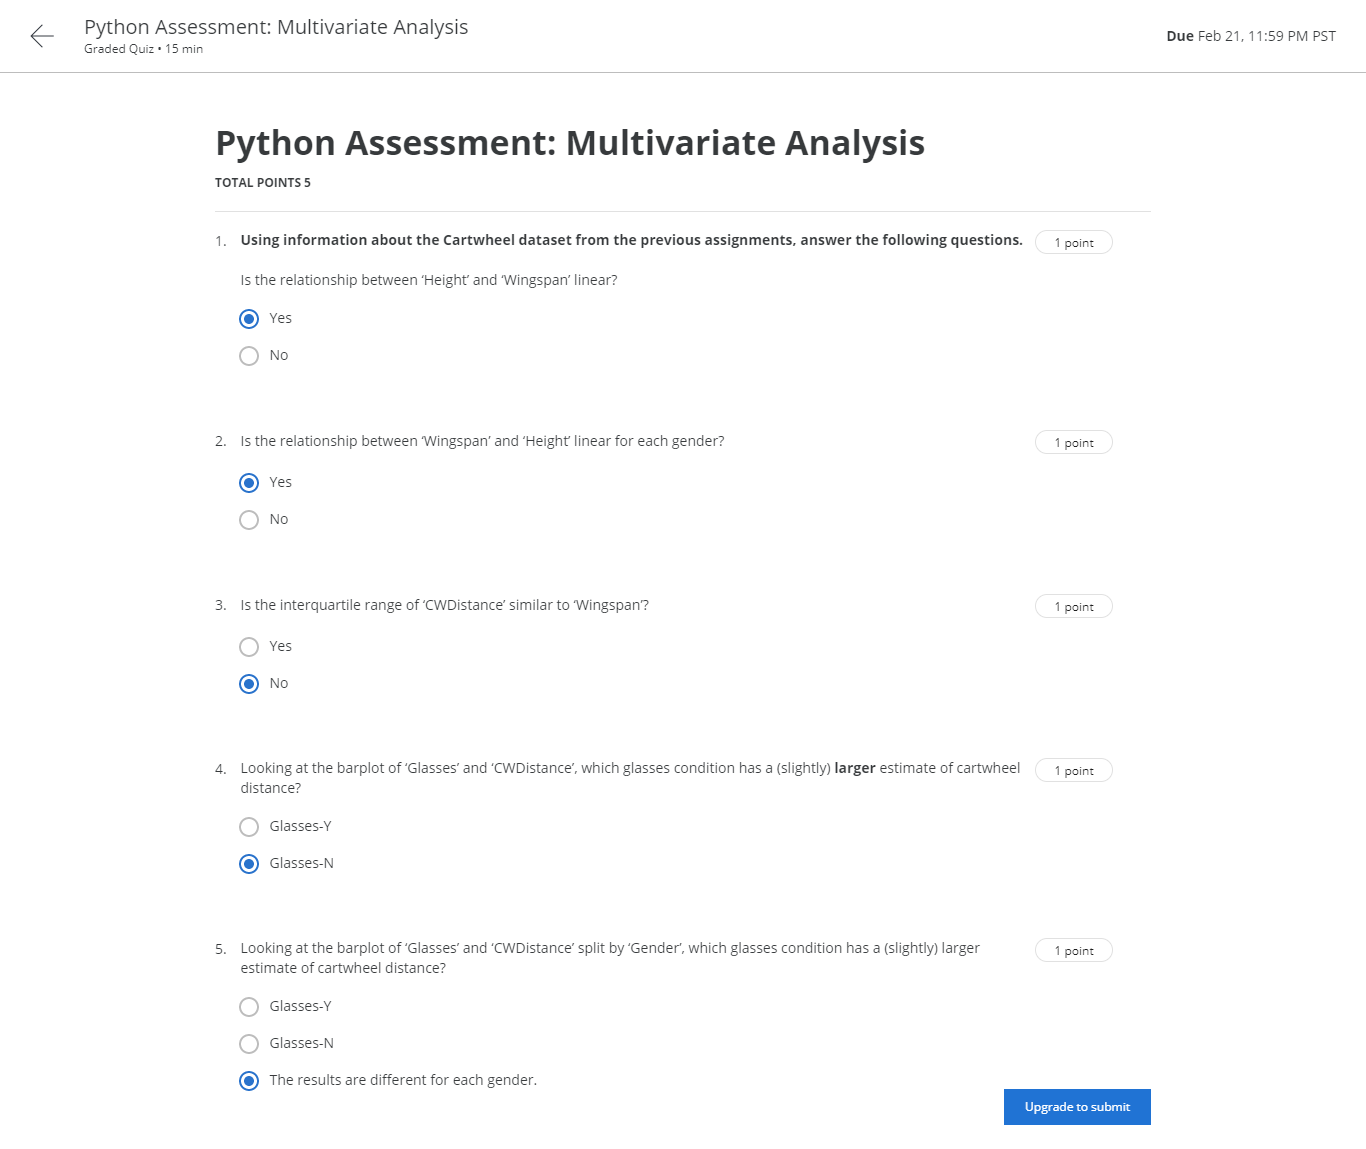 Python Assessment: Multivariate Analysis
Graded Quiz • 15 min
Due Feb 21, 11:59 PM PST
Python Assessment: Multivariate Analysis
TOTAL POINTS 5
1. Using information about the Cartwheel dataset from the previous assignments, answer the following questions. 1 point
Is the relationship between ‘Height’ and ‘Wingspan’ linear?
Yes
No
2. Is the relationship between ‘Wingspan’ and ‘Height’ linear for each gender? 1 point
Yes
No
3. Is the interquartile range of ‘CWDistance’ similar to ‘Wingspan’? 1 point
Yes
No
4. Looking at the barplot of ‘Glasses’ and ‘CWDistance’, which glasses condition has a (slightly) larger estimate of cartwheel 1 point
distance?
Glasses-Y
Glasses-N
5. Looking at the barplot of ‘Glasses’ and ‘CWDistance’ split by ‘Gender’, which glasses condition has a (slightly) larger 1 point
estimate of cartwheel distance?
Glasses-Y
Glasses-N
The results are different for each gender.
Upgrade to submit